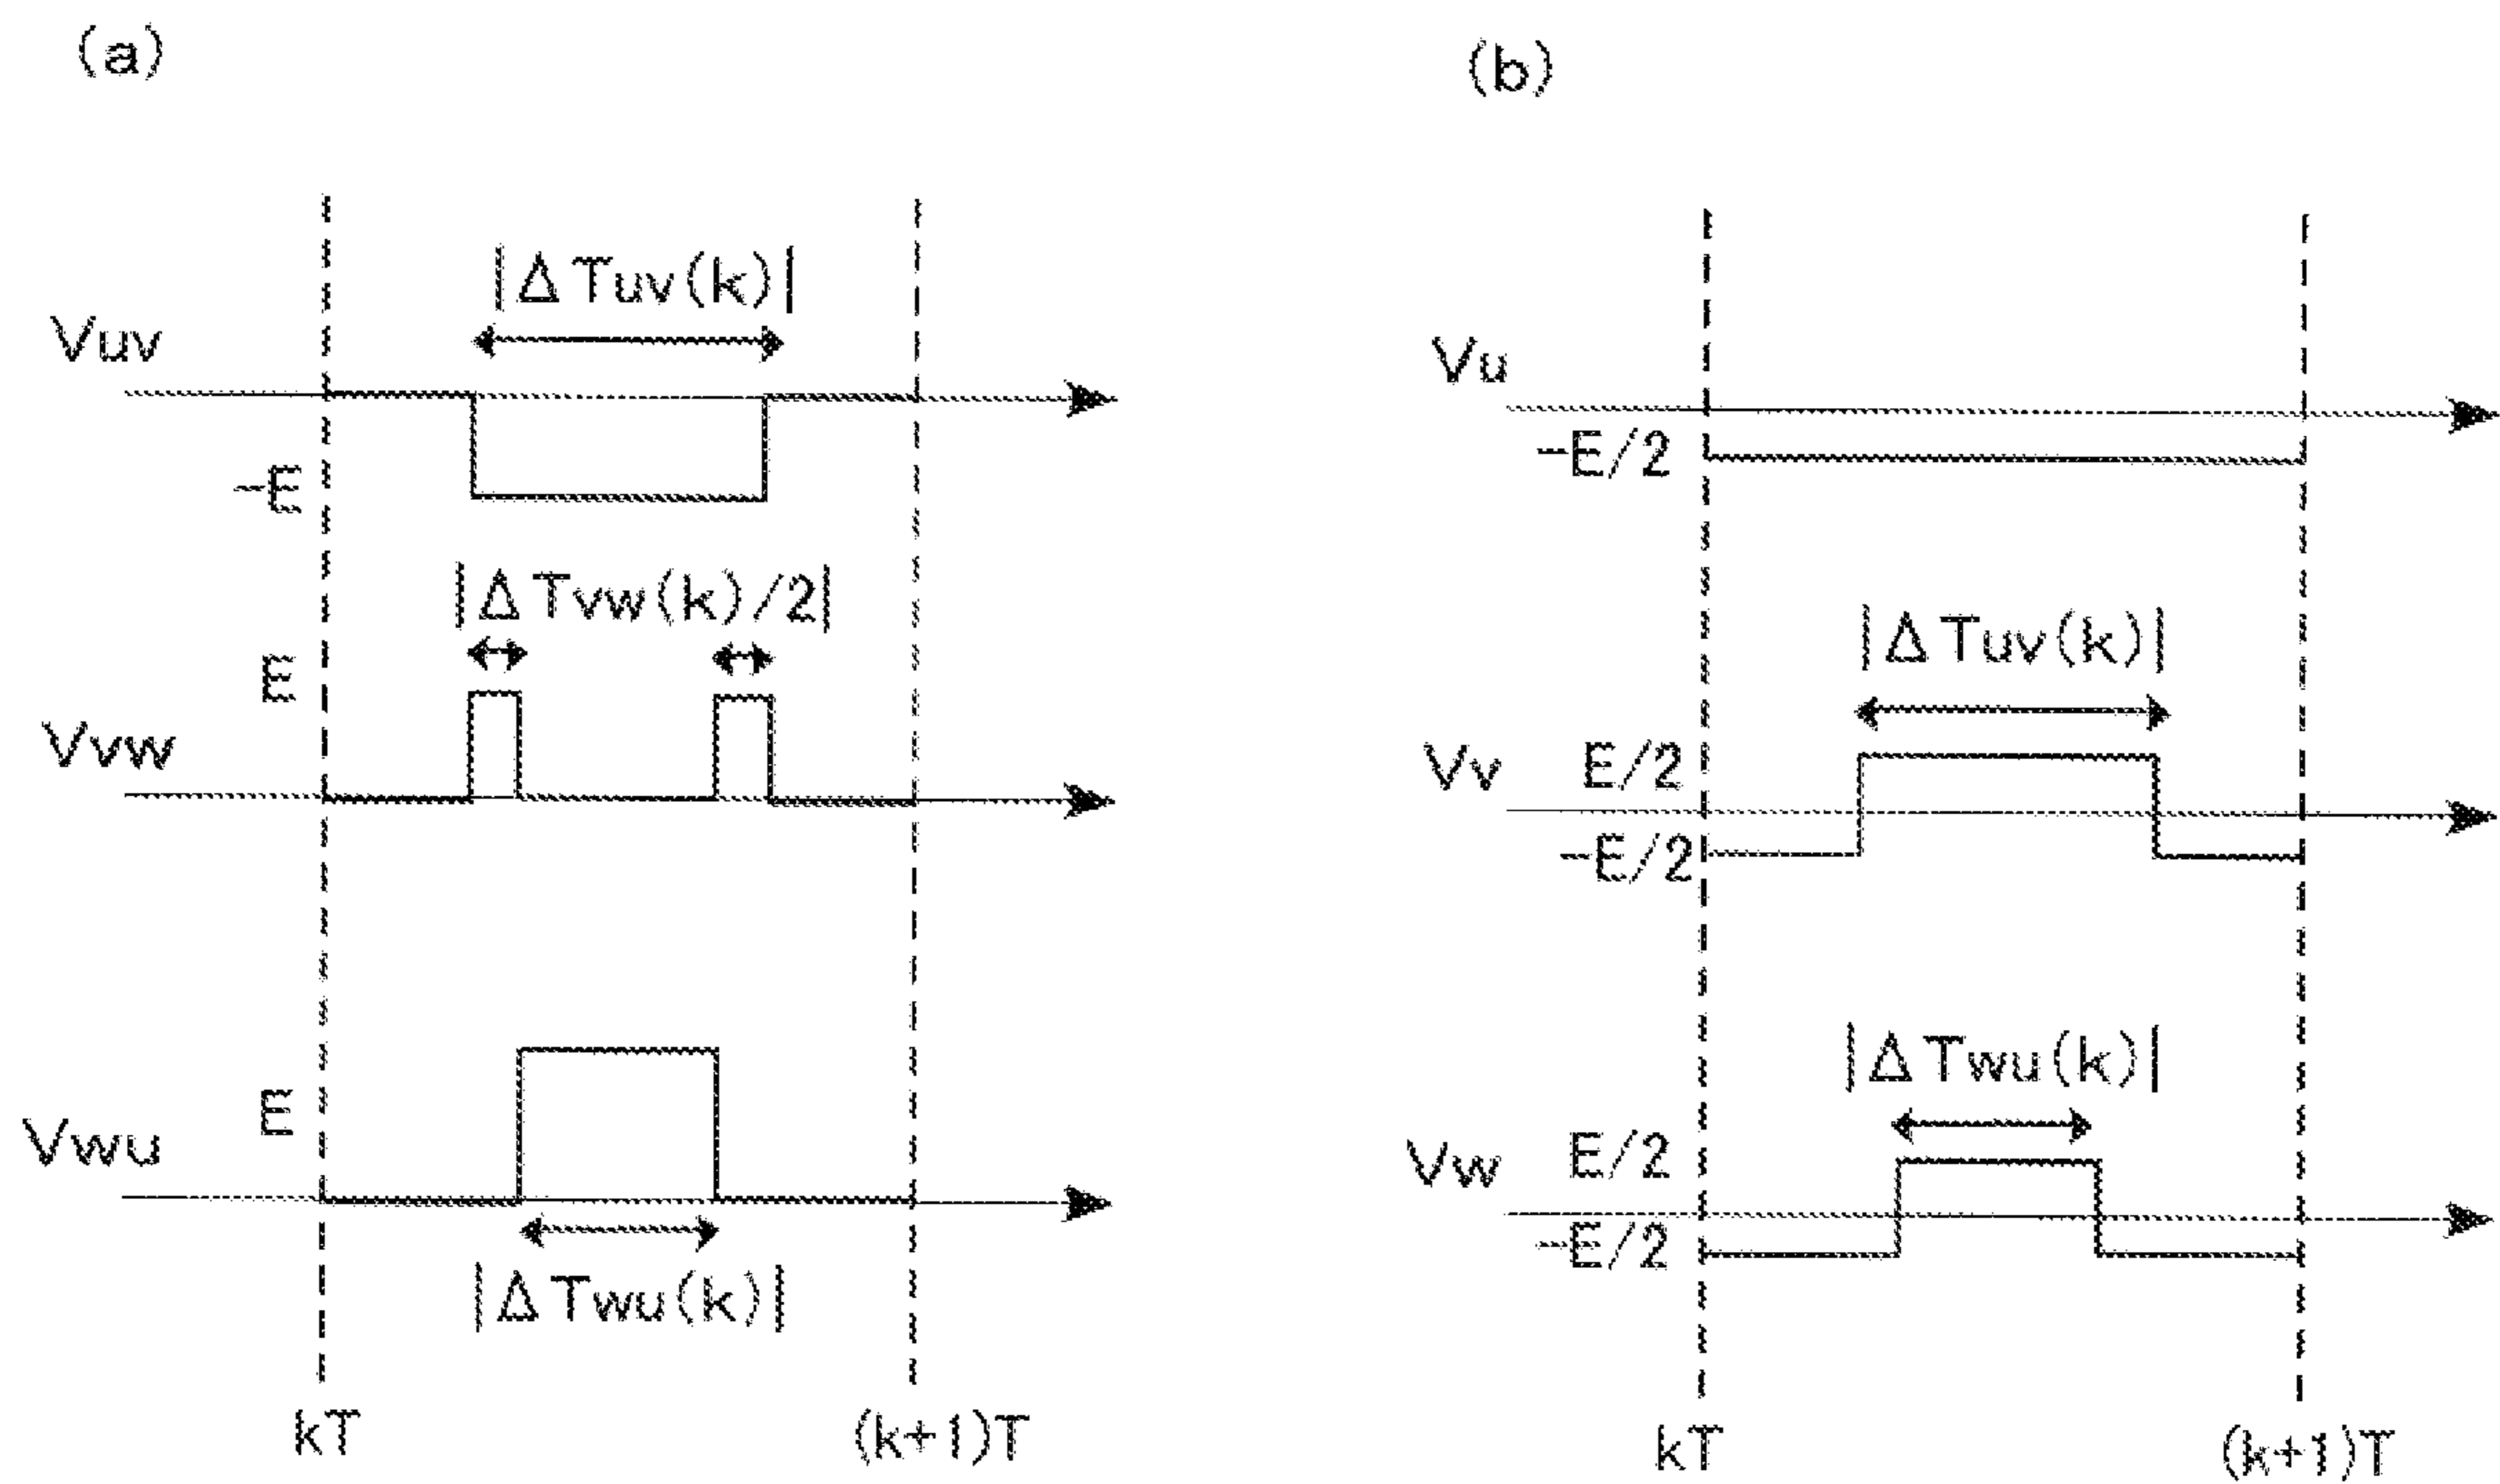 (a)
|ΔTuv(k)|
Vuv
-E
|ΔTvw(k)/2|
E
Vvw
E
Vwu
|ΔTwu(k)|
kT
(k+1)T
(b)
Vu
-E/2
|ΔTuv(k)|
Vv
E/2
-E/2
|ΔTwu(k)|
E/2
Vw
-E/2
kT
(k+1)T